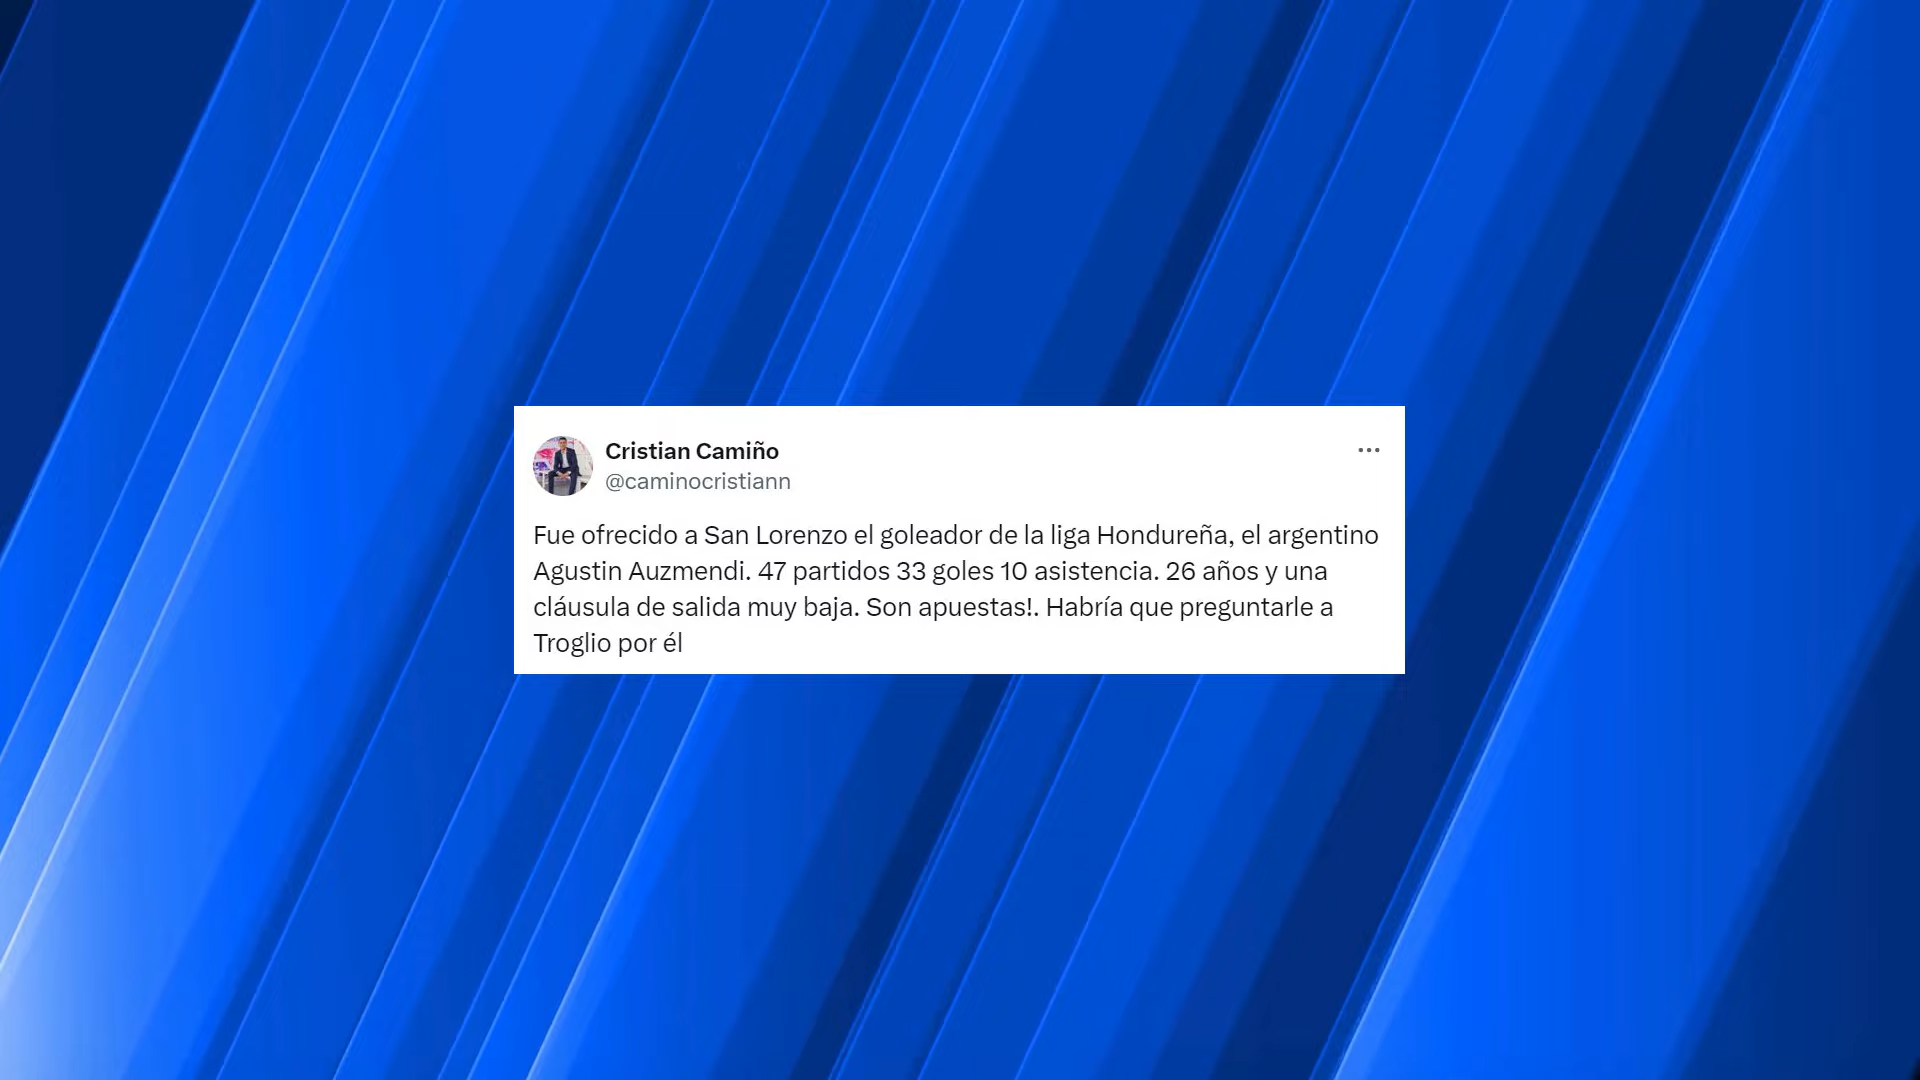 Cristian Camiño
@caminocristiann
Fue ofrecido a San Lorenzo el goleador de la liga Hondureña, el argentino
Agustin Auzmendi. 47 partidos 33 goles 10 asistencia. 26 años y una
cláusula de salida muy baja. Son apuestas!. Habría que preguntarle a
Troglio por él